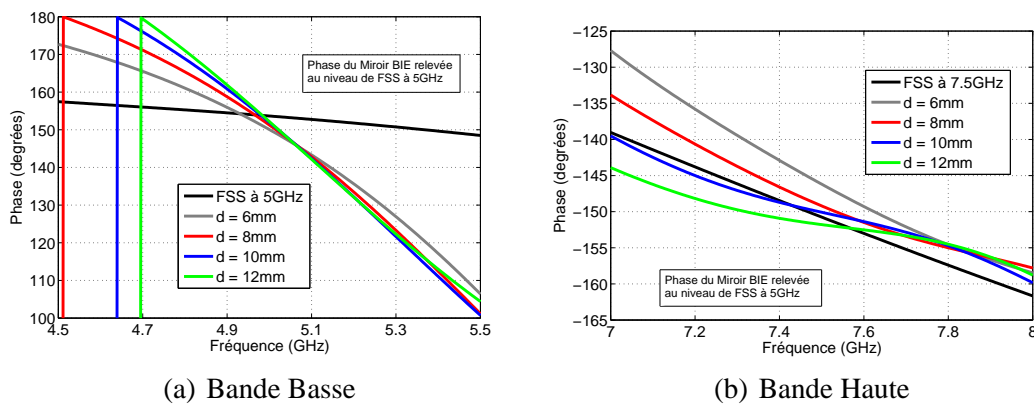 180
170
160
150
140
130
120
110
100
Phase (degrées)
Phase du Miroir BIE relevée
au niveau de FSS à 5GHz
FSS à 5GHz
d = 6mm
d = 8mm
d = 10mm
d = 12mm
4.5 4.7 4.9 5.1 5.3 5.5
Fréquence (GHz)
(a) Bande Basse
−125
−125
−130
−135
−140
−145
−150
−155
−160
−165
Phase (degrées)
FSS à 7.5GHz
d = 6mm
d = 8mm
d = 10mm
d = 12mm
Phase du Miroir BIE relevée
au niveau de FSS à 5GHz
7 7.2 7.4 7.6 7.8 8
Fréquence (GHz)
(b) Bande Haute